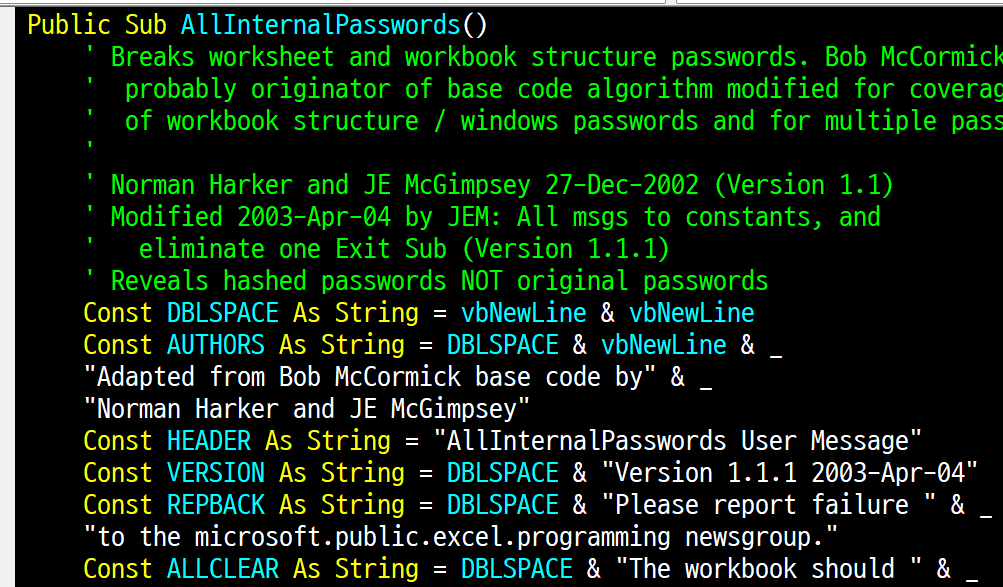 Public Sub AllInternalPasswords()
' Breaks worksheet and workbook structure passwords. Bob McCormick
'  probably originator of base code algorithm modified for coverag
'  of workbook structure / windows passwords and for multiple pass
'
' Norman Harker and JE McGimpsey 27-Dec-2002 (Version 1.1)
' Modified 2003-Apr-04 by JEM: All msgs to constants, and
'   eliminate one Exit Sub (Version 1.1.1)
' Reveals hashed passwords NOT original passwords
Const DBLSPACE As String = vbNewLine & vbNewLine
Const AUTHORS As String = DBLSPACE & vbNewLine & _
"Adapted from Bob McCormick base code by" & _
"Norman Harker and JE McGimpsey"
Const HEADER As String = "AllInternalPasswords User Message"
Const VERSION As String = DBLSPACE & "Version 1.1.1 2003-Apr-04"
Const REPBACK As String = DBLSPACE & "Please report failure " & _
"to the microsoft.public.excel.programming newsgroup."
Const ALLCLEAR As String = DBLSPACE & "The workbook should " & _